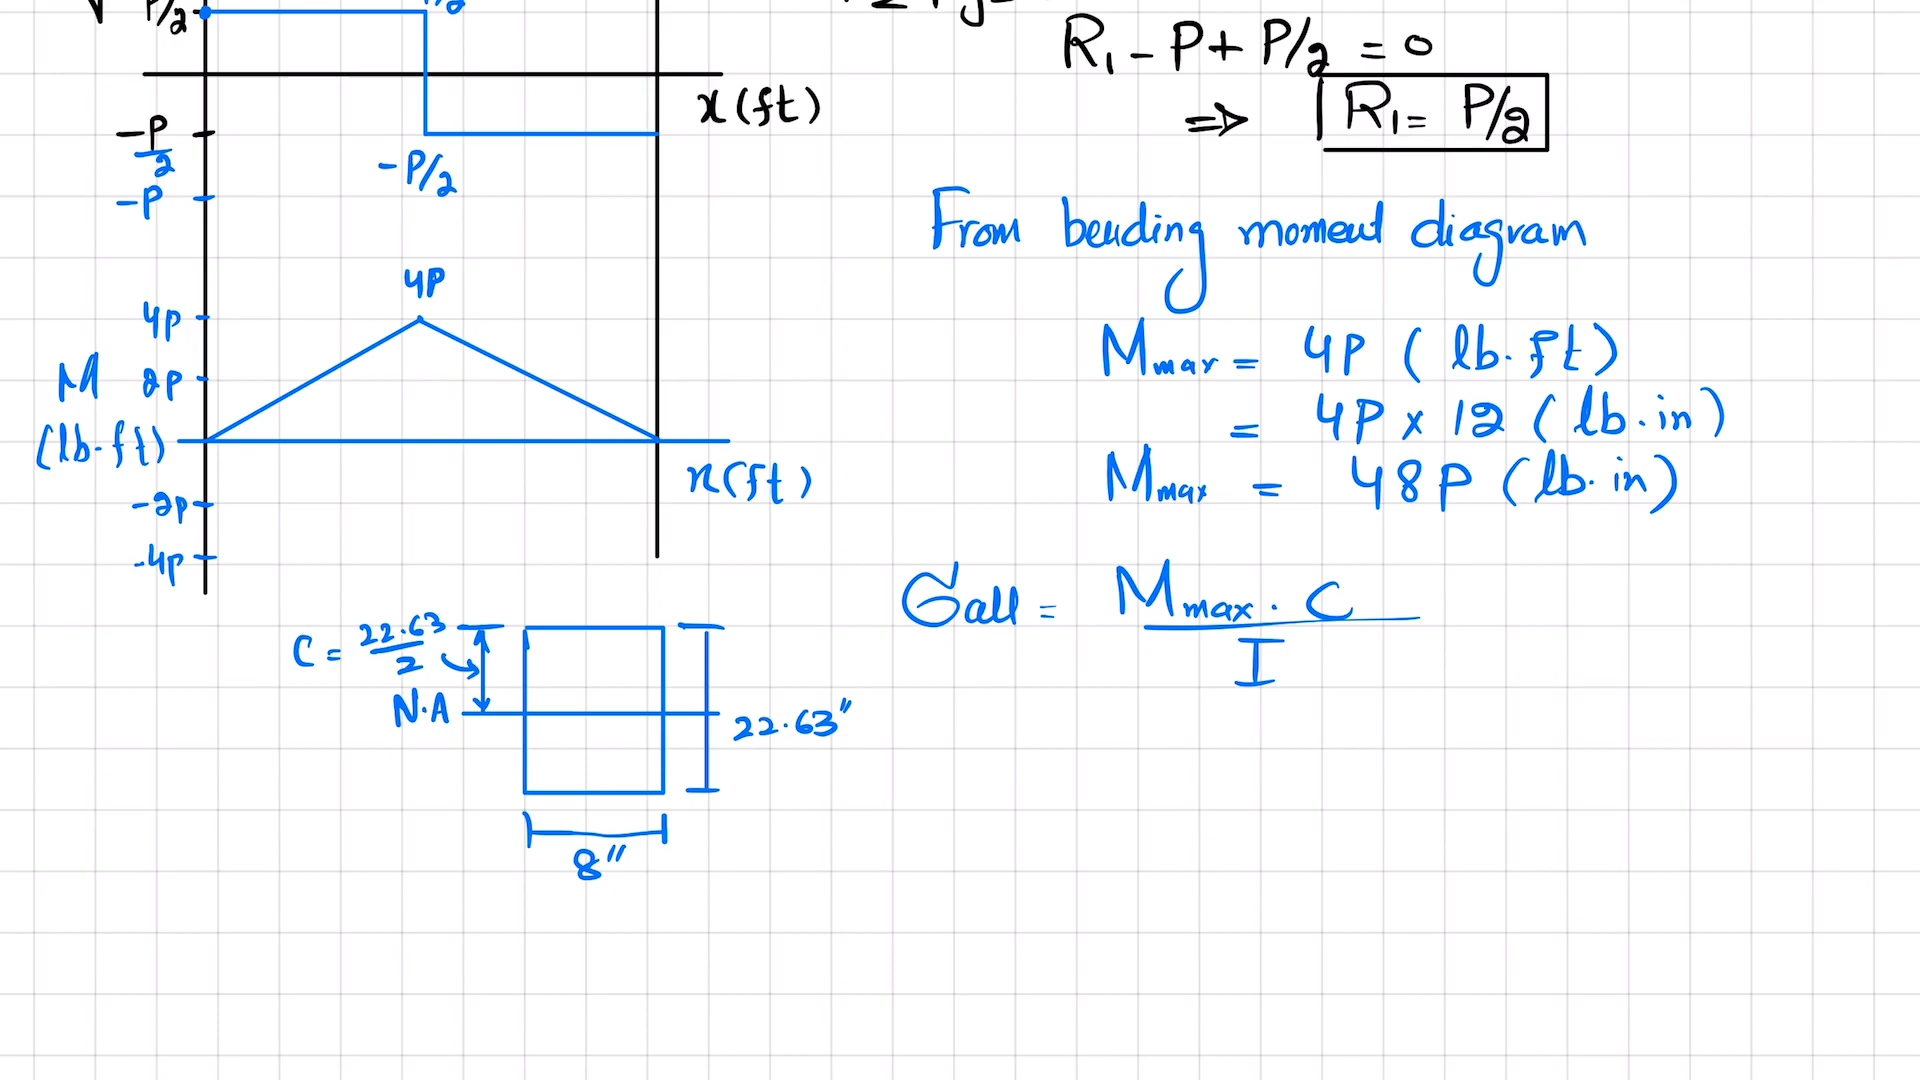 P/2
x(ft)
-P/2
-P/2
-P
4P
4P
M 2P
(lb.ft)
x(ft)
-2P
-4P
C = 22.63/2
N.A
22.63"
8"
R1 - P + P/2 = 0
=> R1 = P/2
From bending moment diagram
Mmax = 4P (lb.ft)
= 4P x 12 (lb.in)
Mmax = 48P (lb.in)
σall = Mmax . C / I